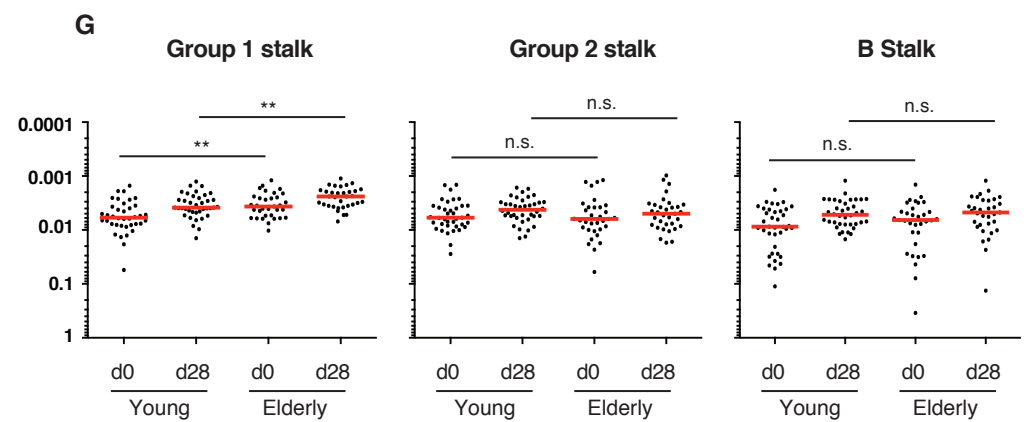 G
Group 1 stalk Group 2 stalk B Stalk
** n.s. n.s.
** n.s. n.s.
0.0001
0.001
0.01
0.1
1
d0 d28 d0 d28 d0 d28 d0 d28 d0 d28 d0 d28
Young Elderly Young Elderly Young Elderly